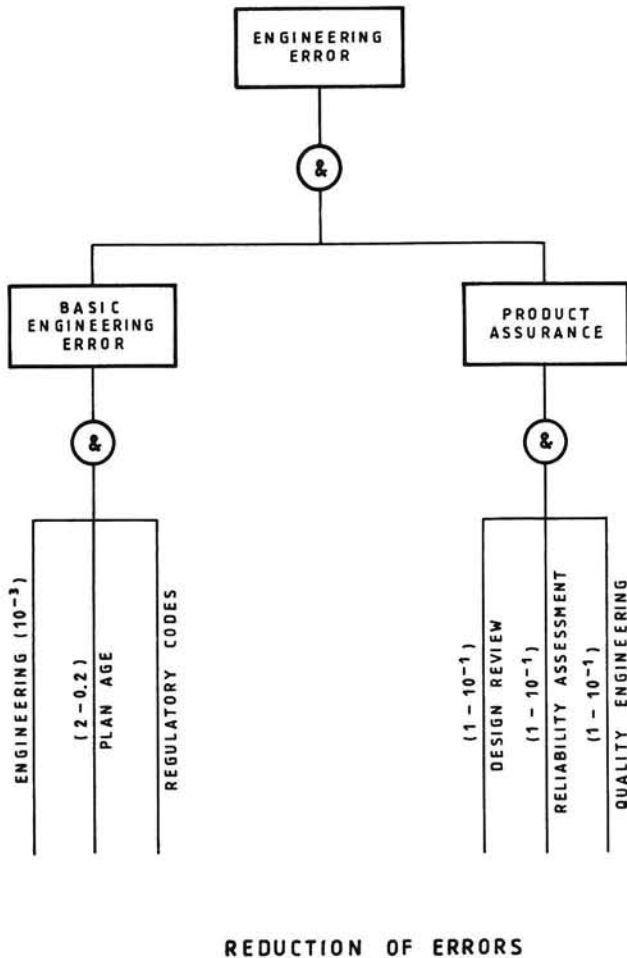 ENGINEERING
ERROR
&
BASIC
ENGINEERING
ERROR
PRODUCT
ASSURANCE
&
&
ENGINEERING (10⁻³)
(2-0.2)
PLAN AGE
REGULATORY CODES
(1-10⁻¹)
DESIGN REVIEW
(1-10⁻¹)
RELIABILITY ASSESSMENT
(1-10⁻¹)
QUALITY ENGINEERING
REDUCTION OF ERRORS